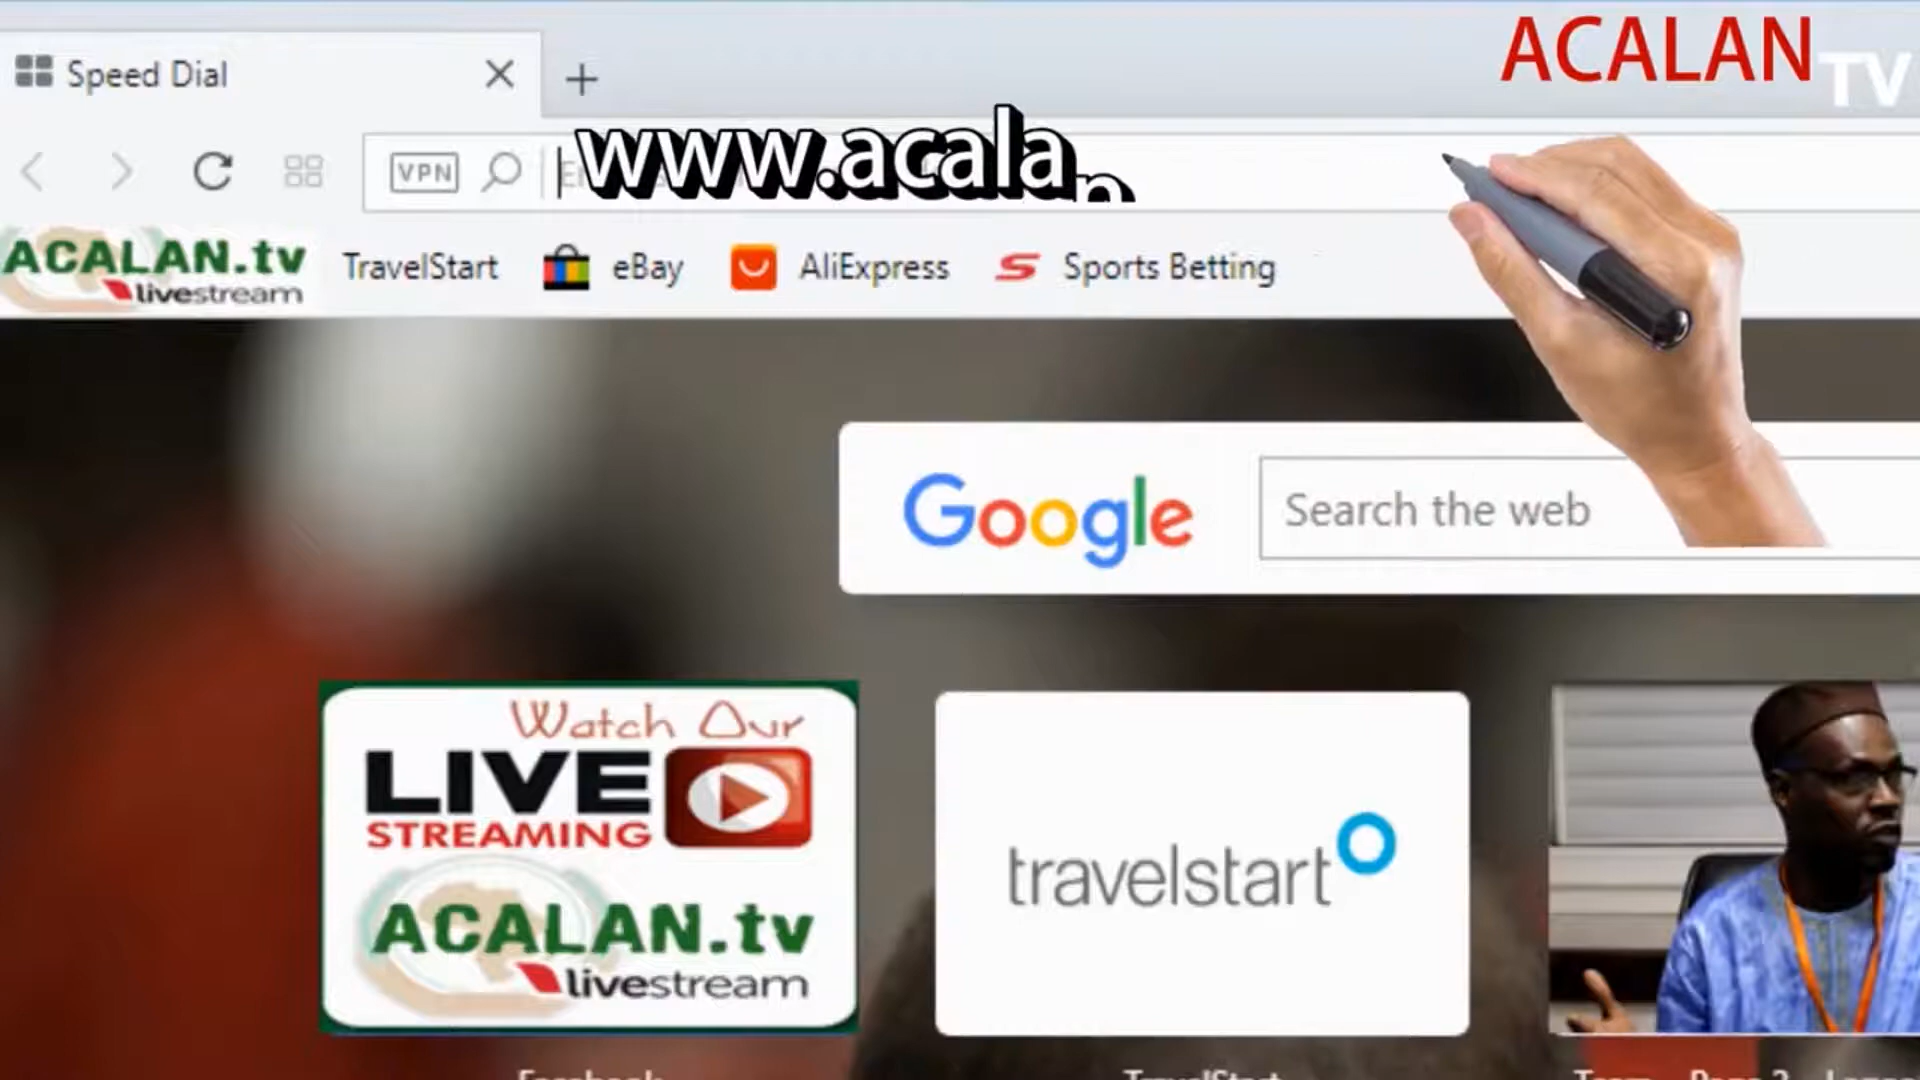 Speed Dial
ACALAN TV
VPN
www.acalan
ACALAN.tv
livestream
TravelStart
eBay
AliExpress
Sports Betting
Google
Search the web
Watch Our
LIVE
STREAMING
ACALAN.tv
livestream
travelstart